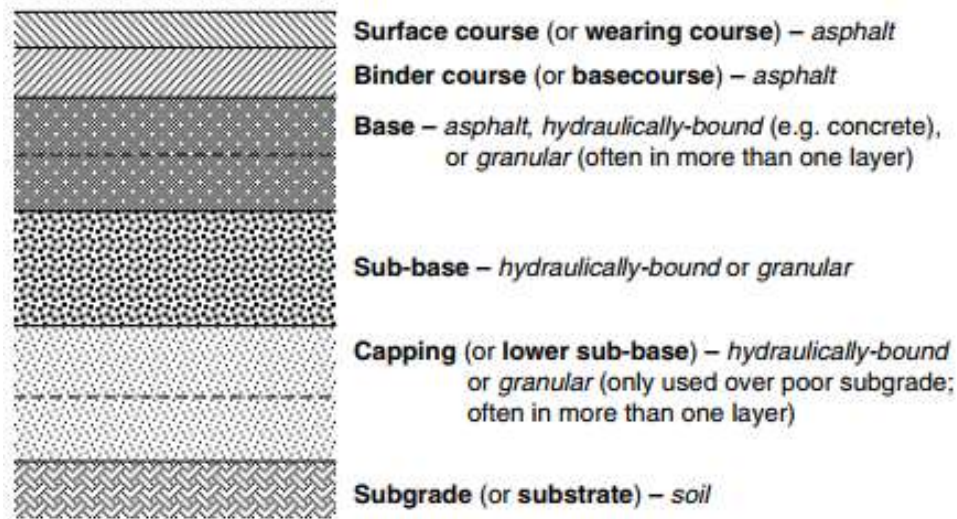 Surface course (or wearing course) – asphalt
Binder course (or basecourse) – asphalt
Base – asphalt, hydraulically-bound (e.g. concrete),
or granular (often in more than one layer)
Sub-base – hydraulically-bound or granular
Capping (or lower sub-base) – hydraulically-bound
or granular (only used over poor subgrade;
often in more than one layer)
Subgrade (or substrate) – soil